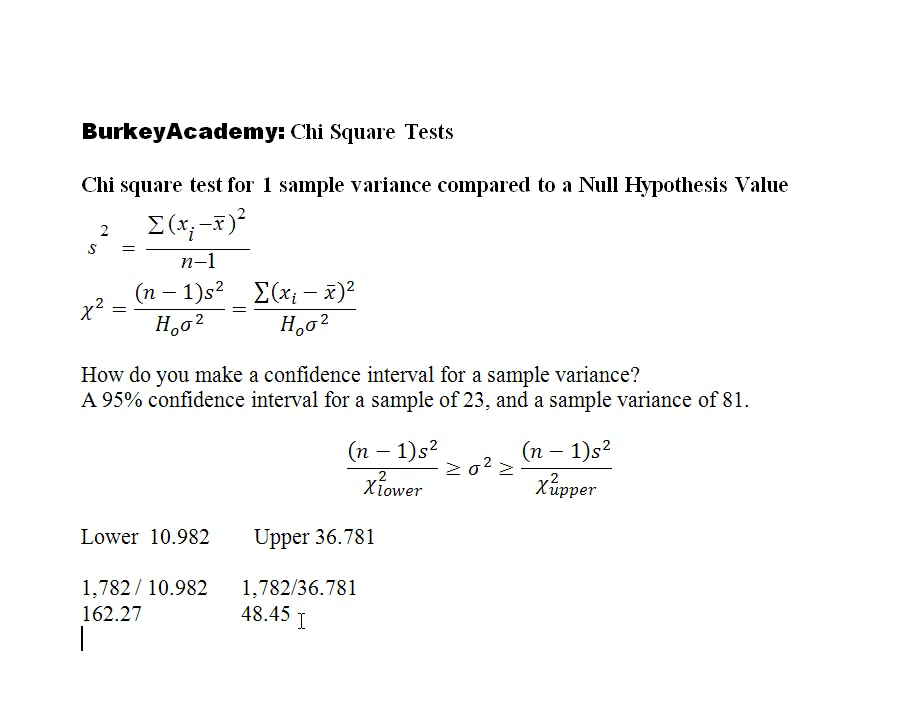 BurkeyAcademy: Chi Square Tests
Chi square test for 1 sample variance compared to a Null Hypothesis Value
s² = Σ(xᵢ−x̄)² / n−1
χ² = (n − 1)s² / Hₒσ² = Σ(xᵢ − x̄)² / Hₒσ²
How do you make a confidence interval for a sample variance?
A 95% confidence interval for a sample of 23, and a sample variance of 81.
(n − 1)s² / χ²lower ≥ σ² ≥ (n − 1)s² / χ²upper
Lower 10.982 Upper 36.781
1,782 / 10.982 1,782/36.781
162.27 48.45